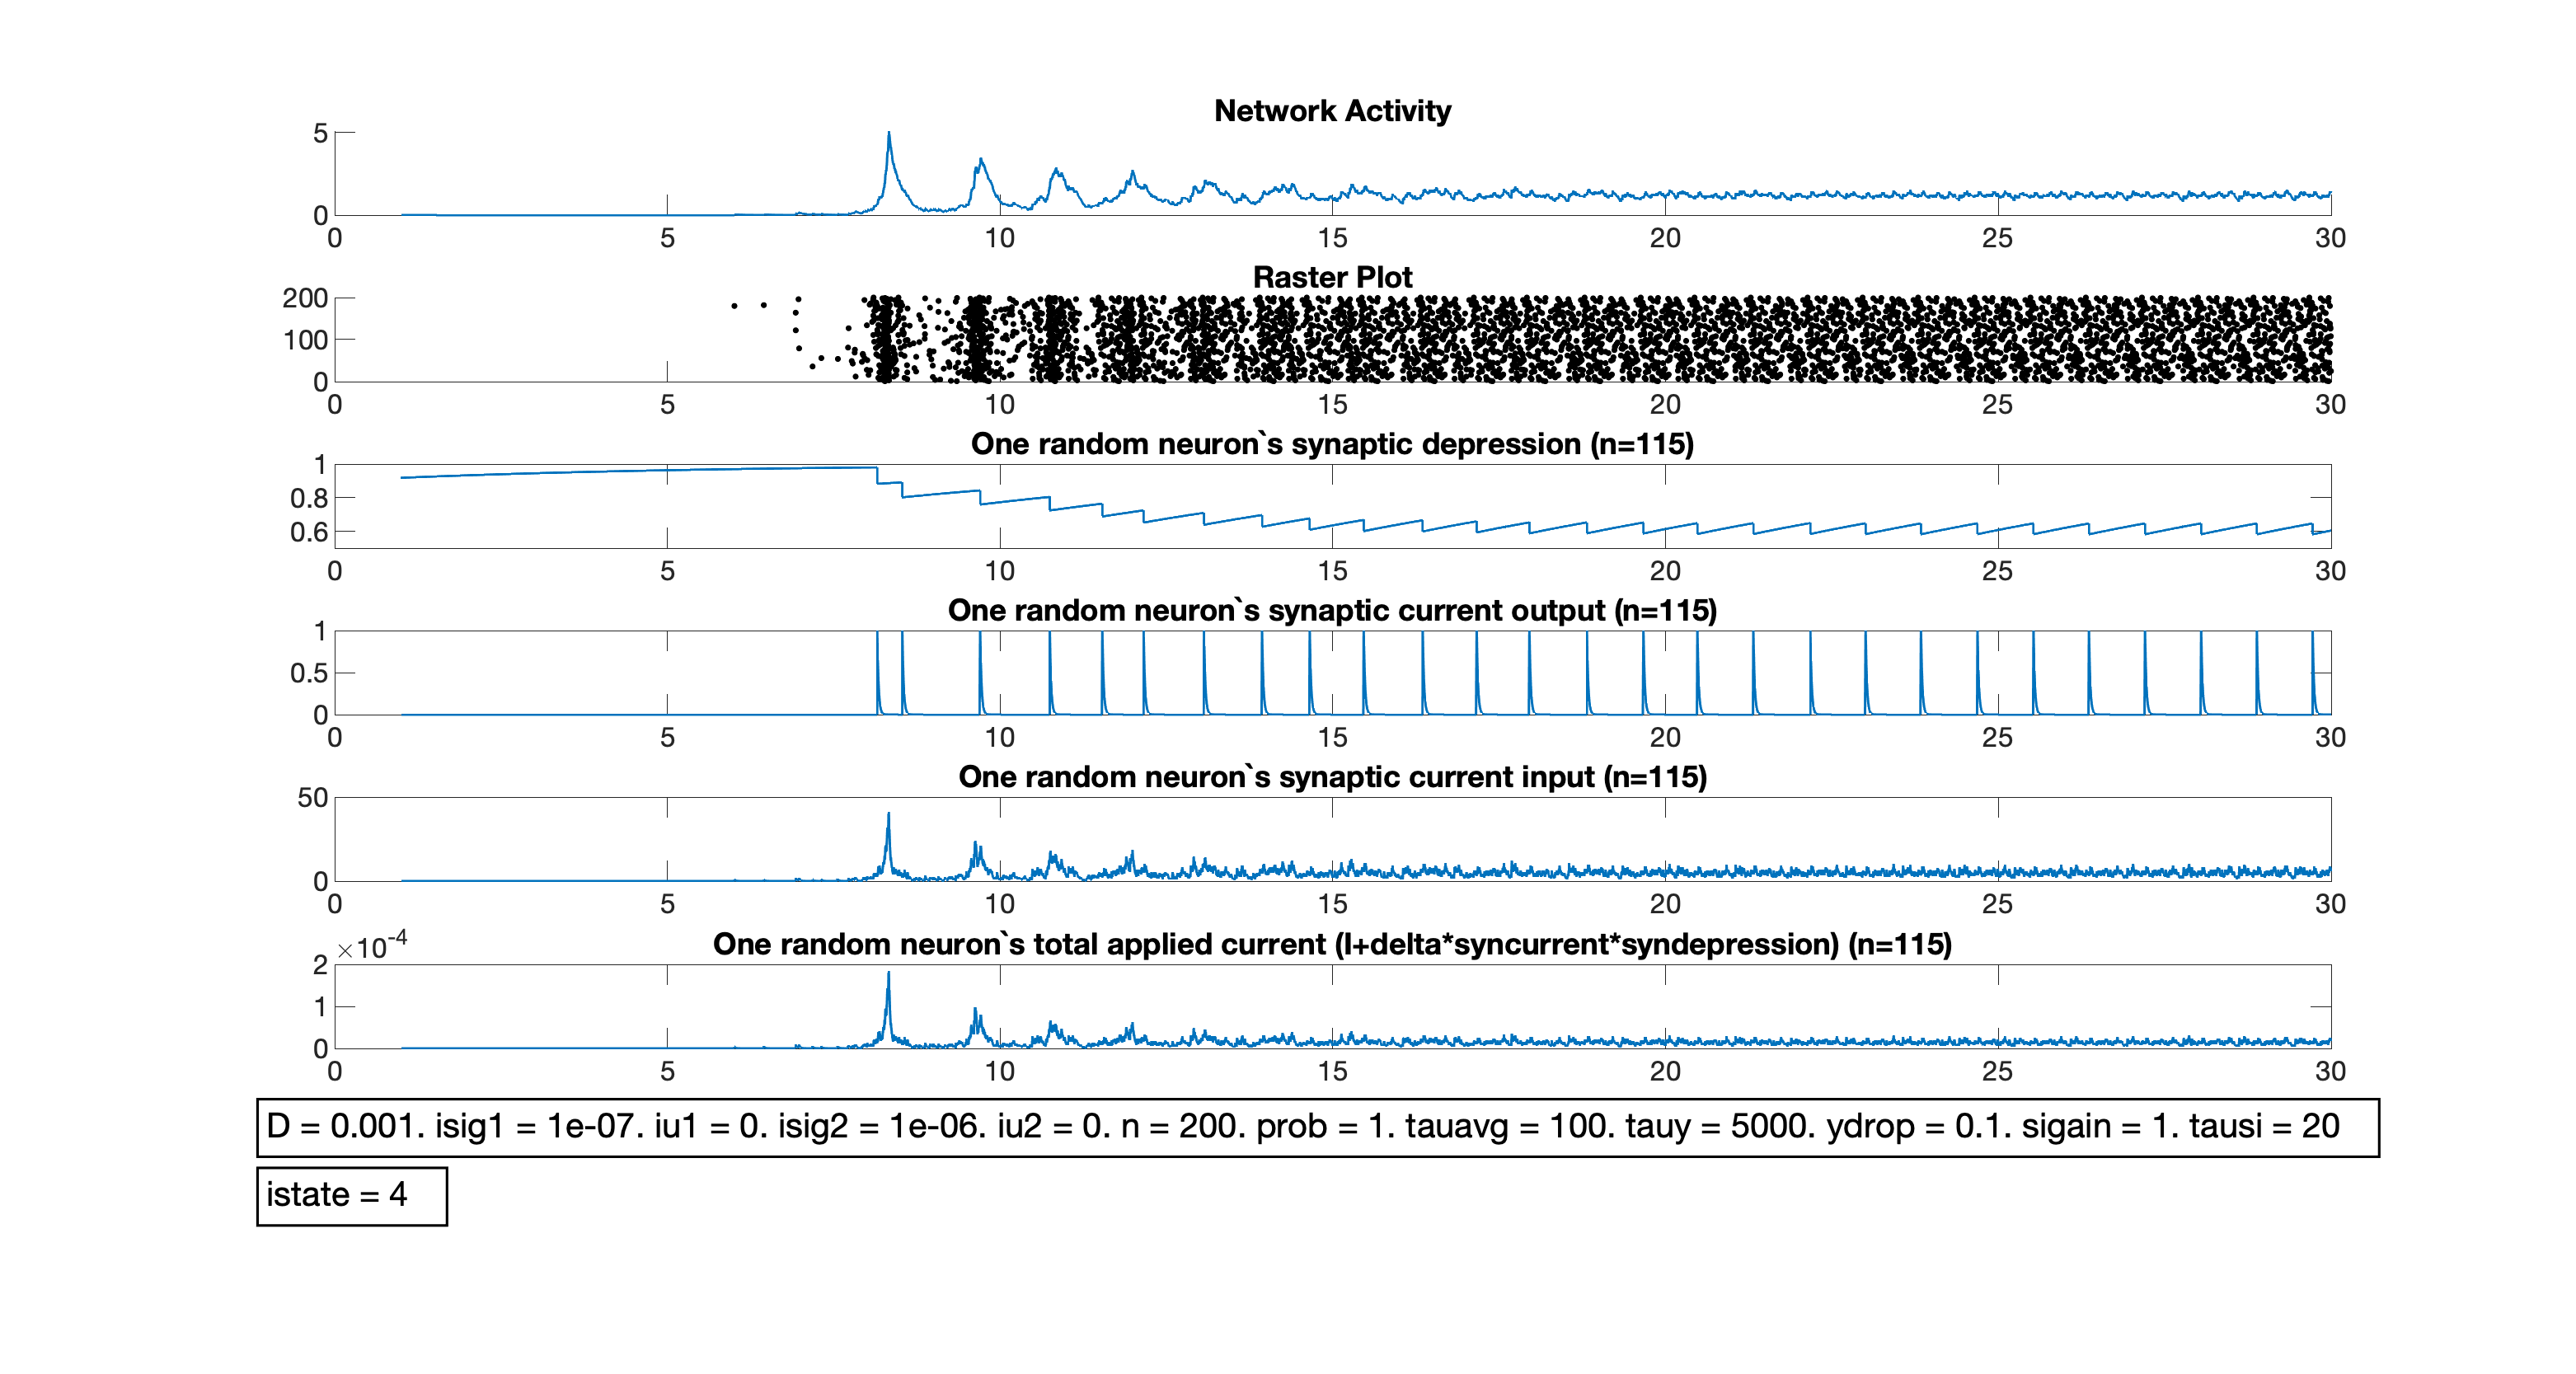 Network Activity
5
0
0 5 10 15 20 25 30
Raster Plot
200
100
0
0 5 10 15 20 25 30
One random neuron`s synaptic depression (n=115)
1
0.8
0.6
0 5 10 15 20 25 30
One random neuron`s synaptic current output (n=115)
1
0.5
0
0 5 10 15 20 25 30
One random neuron`s synaptic current input (n=115)
50
0
0 5 10 15 20 25 30
×10-4
One random neuron`s total applied current (I+delta*syncurrent*syndepression) (n=115)
2
1
0
0 5 10 15 20 25 30
D = 0.001. isig1 = 1e-07. iu1 = 0. isig2 = 1e-06. iu2 = 0. n = 200. prob = 1. tauavg = 100. tauy = 5000. ydrop = 0.1. sigain = 1. tausi = 20
istate = 4